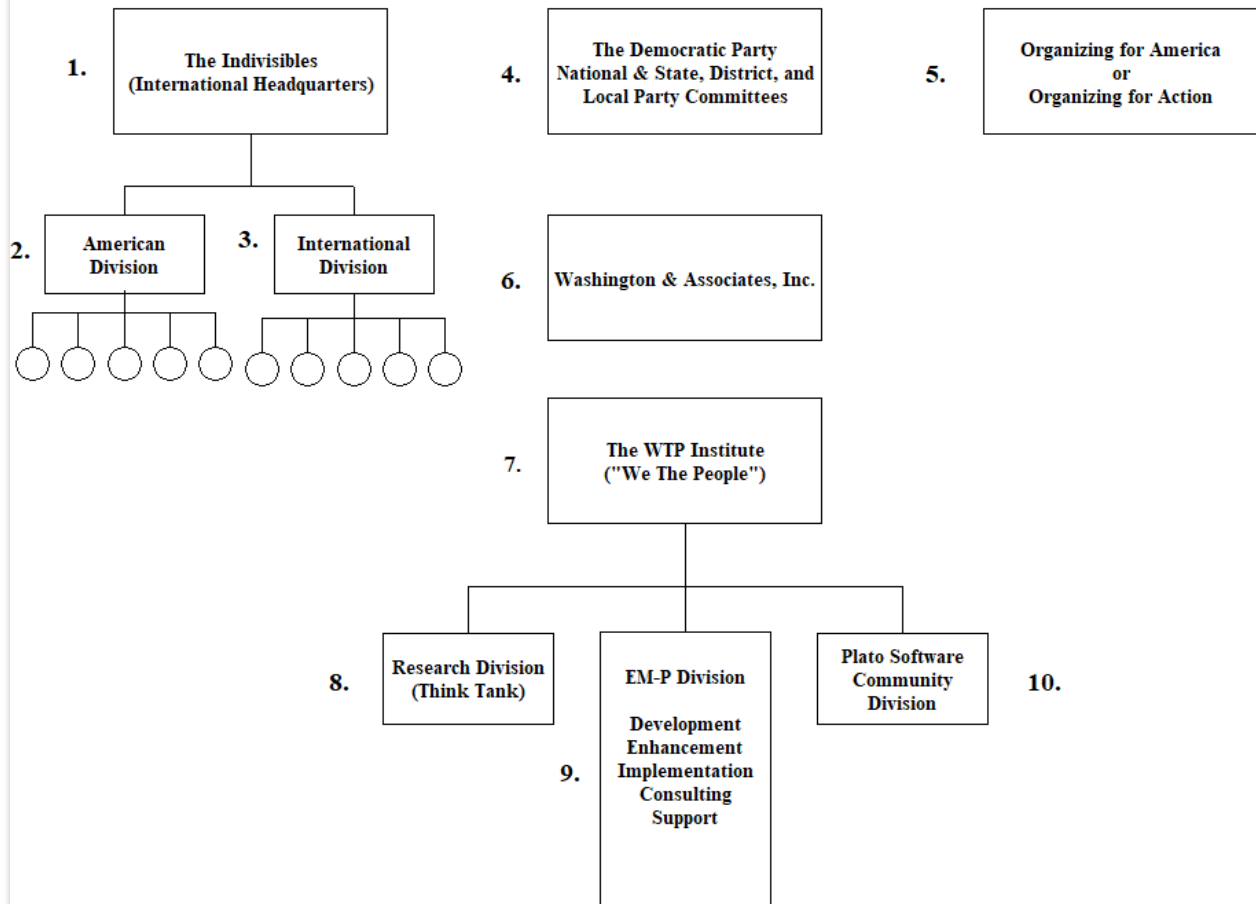 1.
The Indivisibles
(International Headquarters)
4.
The Democratic Party
National & State, District, and
Local Party Committees
5.
Organizing for America
or
Organizing for Action
2.
American
Division
3.
International
Division
6.
Washington & Associates, Inc.
7.
The WTP Institute
("We The People")
8.
Research Division
(Think Tank)
9.
EM-P Division
Development
Enhancement
Implementation
Consulting
Support
Plato Software
Community
Division
10.